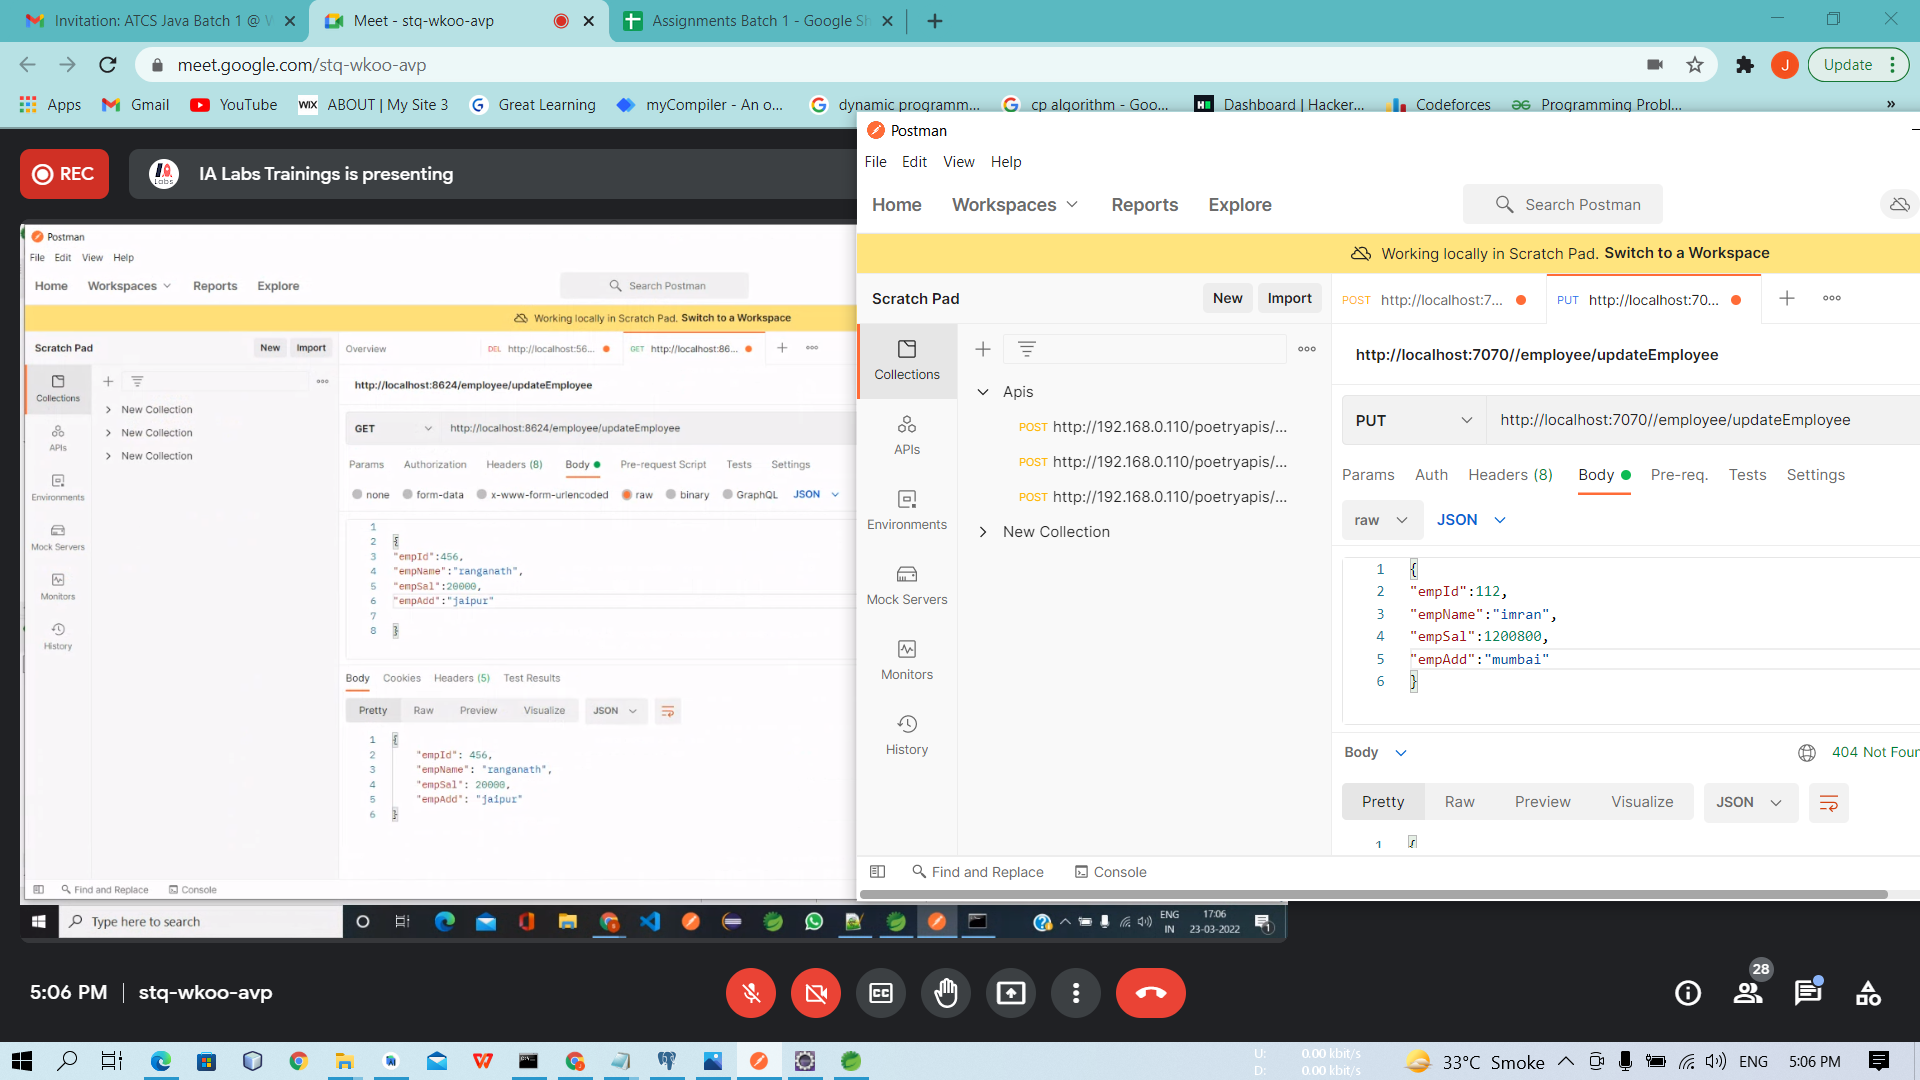 Invitation: ATCS Java Batch 1 @ W
Meet - stq-wkoo-avp
Assignments Batch 1 - Google Sh
meet.google.com/stq-wkoo-avp
J
Update
Apps
Gmail
YouTube
WIX
ABOUT | My Site 3
Great Learning
myCompiler - An o...
dynamic programm...
cp algorithm - Goo...
Dashboard | Hacker...
Codeforces
Programming Probl...
»
REC
IA Labs Trainings is presenting
Postman
File Edit View Help
Home Workspaces Reports Explore
Search Postman
Working locally in Scratch Pad. Switch to a Workspace
Scratch Pad
New
Import
Overview
DEL http://localhost:56...
GET http://localhost:86...
http://localhost:8624/employee/updateEmployee
Collections
APIs
Environments
Mock Servers
Monitors
History
New Collection
New Collection
New Collection
GET
http://localhost:8624/employee/updateEmployee
Params Authorization Headers (8) Body Pre-request Script Tests Settings
none form-data x-www-form-urlencoded raw binary GraphQL JSON
1
2 {
3 "empId":456,
4 "empName":"ranganath",
5 "empSal":20000,
6 "empAdd":"jaipur"
7
8 }
Body Cookies Headers (5) Test Results
Pretty Raw Preview Visualize JSON
1 {
2 "empId": 456,
3 "empName": "ranganath",
4 "empSal": 20000,
5 "empAdd": "jaipur"
6 }
Find and Replace
Console
Type here to search
ENG
IN
17:06
23-03-2022
1
Postman
File Edit View Help
Home Workspaces Reports Explore
Search Postman
Working locally in Scratch Pad. Switch to a Workspace
Scratch Pad
New
Import
POST http://localhost:7...
PUT http://localhost:70...
Collections
APIs
Environments
Mock Servers
Monitors
History
Apis
POST http://192.168.0.110/poetryapis/...
POST http://192.168.0.110/poetryapis/...
POST http://192.168.0.110/poetryapis/...
New Collection
http://localhost:7070//employee/updateEmployee
PUT
http://localhost:7070//employee/updateEmployee
Params Auth Headers (8) Body Pre-req. Tests Settings
raw JSON
1 {
2 "empId":112,
3 "empName":"imran",
4 "empSal":1200800,
5 "empAdd":"mumbai"
6 }
Body
404 Not Foun
Pretty Raw Preview Visualize JSON
1 {
Find and Replace
Console
5:06 PM | stq-wkoo-avp
28
U: 0.00 kbit/s
D: 0.00 kbit/s
33°C Smoke
ENG
5:06 PM